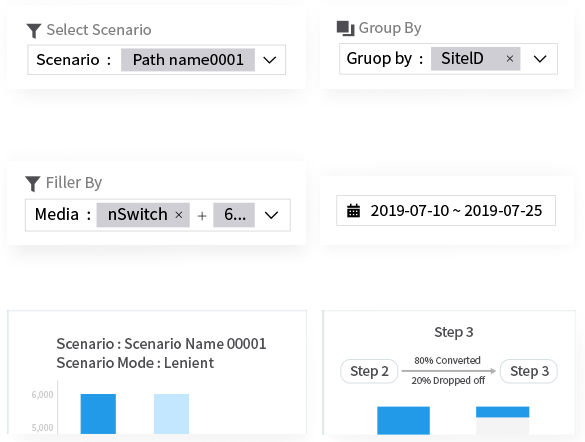 Select Scenario
Scenario : Path name0001
Group By
Gruop by : SiteID ×
Filler By
Media : nSwitch × + 6...
2019-07-10 ~ 2019-07-25
Scenario : Scenario Name 00001
Scenario Mode : Lenient
6,000
5,000
Step 3
Step 2
80% Converted
20% Dropped off
Step 3